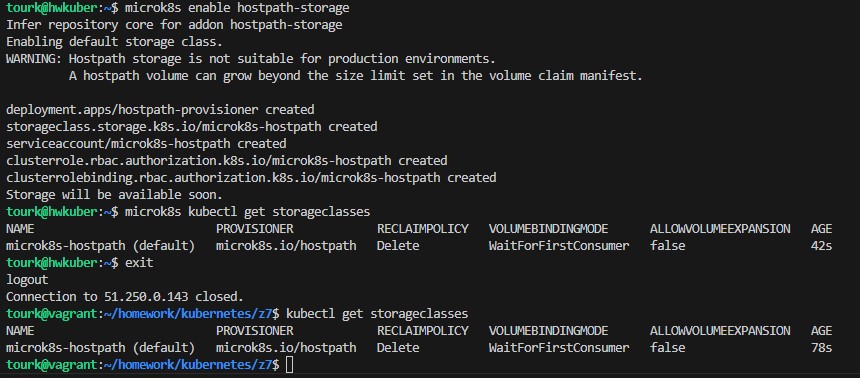 tourk@hwkuber:~$ microk8s enable hostpath-storage
Infer repository core for addon hostpath-storage
Enabling default storage class.
WARNING: Hostpath storage is not suitable for production environments.
         A hostpath volume can grow beyond the size limit set in the volume claim manifest.

deployment.apps/hostpath-provisioner created
storageclass.storage.k8s.io/microk8s-hostpath created
serviceaccount/microk8s-hostpath created
clusterrole.rbac.authorization.k8s.io/microk8s-hostpath created
clusterrolebinding.rbac.authorization.k8s.io/microk8s-hostpath created
Storage will be available soon.
tourk@hwkuber:~$ microk8s kubectl get storageclasses
NAME                          PROVISIONER            RECLAIMPOLICY   VOLUMEBINDINGMODE      ALLOWVOLUMEEXPANSION   AGE
microk8s-hostpath (default)   microk8s.io/hostpath   Delete          WaitForFirstConsumer   false                  42s
tourk@hwkuber:~$ exit
logout
Connection to 51.250.0.143 closed.
tourk@vagrant:~/homework/kubernetes/z7$ kubectl get storageclasses
NAME                          PROVISIONER            RECLAIMPOLICY   VOLUMEBINDINGMODE      ALLOWVOLUMEEXPANSION   AGE
microk8s-hostpath (default)   microk8s.io/hostpath   Delete          WaitForFirstConsumer   false                  78s
tourk@vagrant:~/homework/kubernetes/z7$